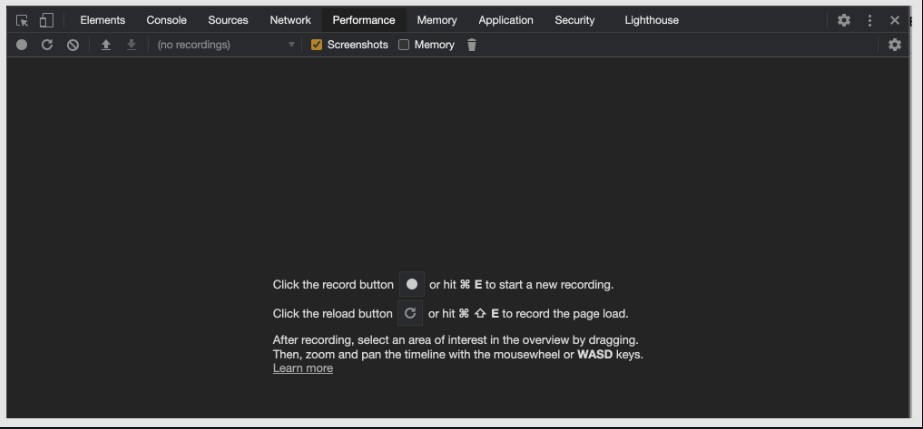 Elements Console Sources Network Performance Memory Application Security Lighthouse
(no recordings) Screenshots Memory
Click the record button or hit ⌘ E to start a new recording.
Click the reload button or hit ⌘ ⇧ E to record the page load.
After recording, select an area of interest in the overview by dragging.
Then, zoom and pan the timeline with the mousewheel or WASD keys.
Learn more